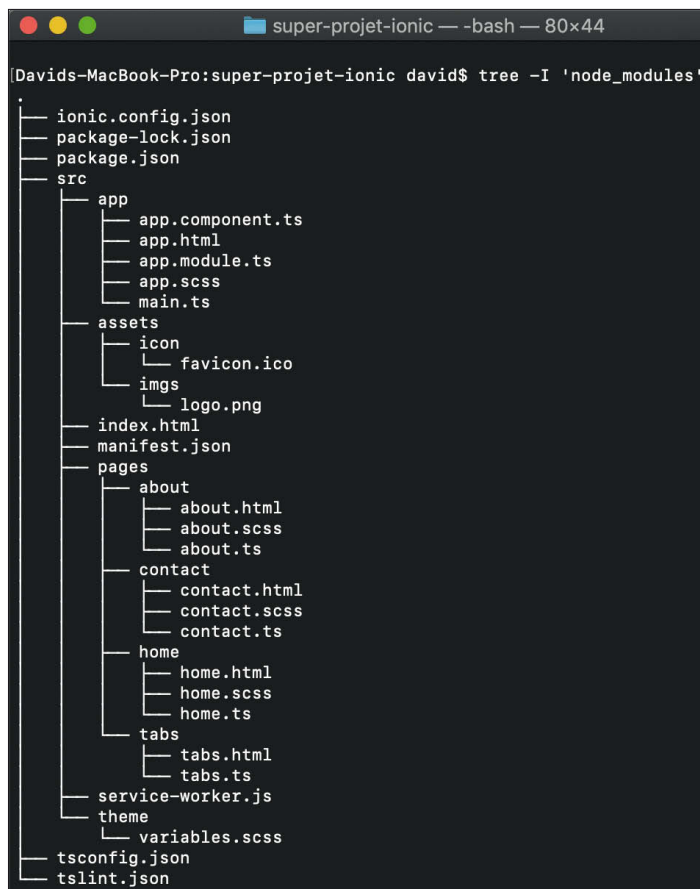 super-projet-ionic — -bash — 80×44
[Davids-MacBook-Pro:super-projet-ionic david$ tree -I 'node_modules'
.
├── ionic.config.json
├── package-lock.json
├── package.json
├── src
│   ├── app
│   │   ├── app.component.ts
│   │   ├── app.html
│   │   ├── app.module.ts
│   │   ├── app.scss
│   │   └── main.ts
│   ├── assets
│   │   ├── icon
│   │   │   └── favicon.ico
│   │   └── imgs
│   │       └── logo.png
│   ├── index.html
│   ├── manifest.json
│   ├── pages
│   │   ├── about
│   │   │   ├── about.html
│   │   │   ├── about.scss
│   │   │   └── about.ts
│   │   ├── contact
│   │   │   ├── contact.html
│   │   │   ├── contact.scss
│   │   │   └── contact.ts
│   │   ├── home
│   │   │   ├── home.html
│   │   │   ├── home.scss
│   │   │   └── home.ts
│   │   └── tabs
│   │       ├── tabs.html
│   │       └── tabs.ts
│   ├── service-worker.js
│   └── theme
│       └── variables.scss
├── tsconfig.json
└── tslint.json